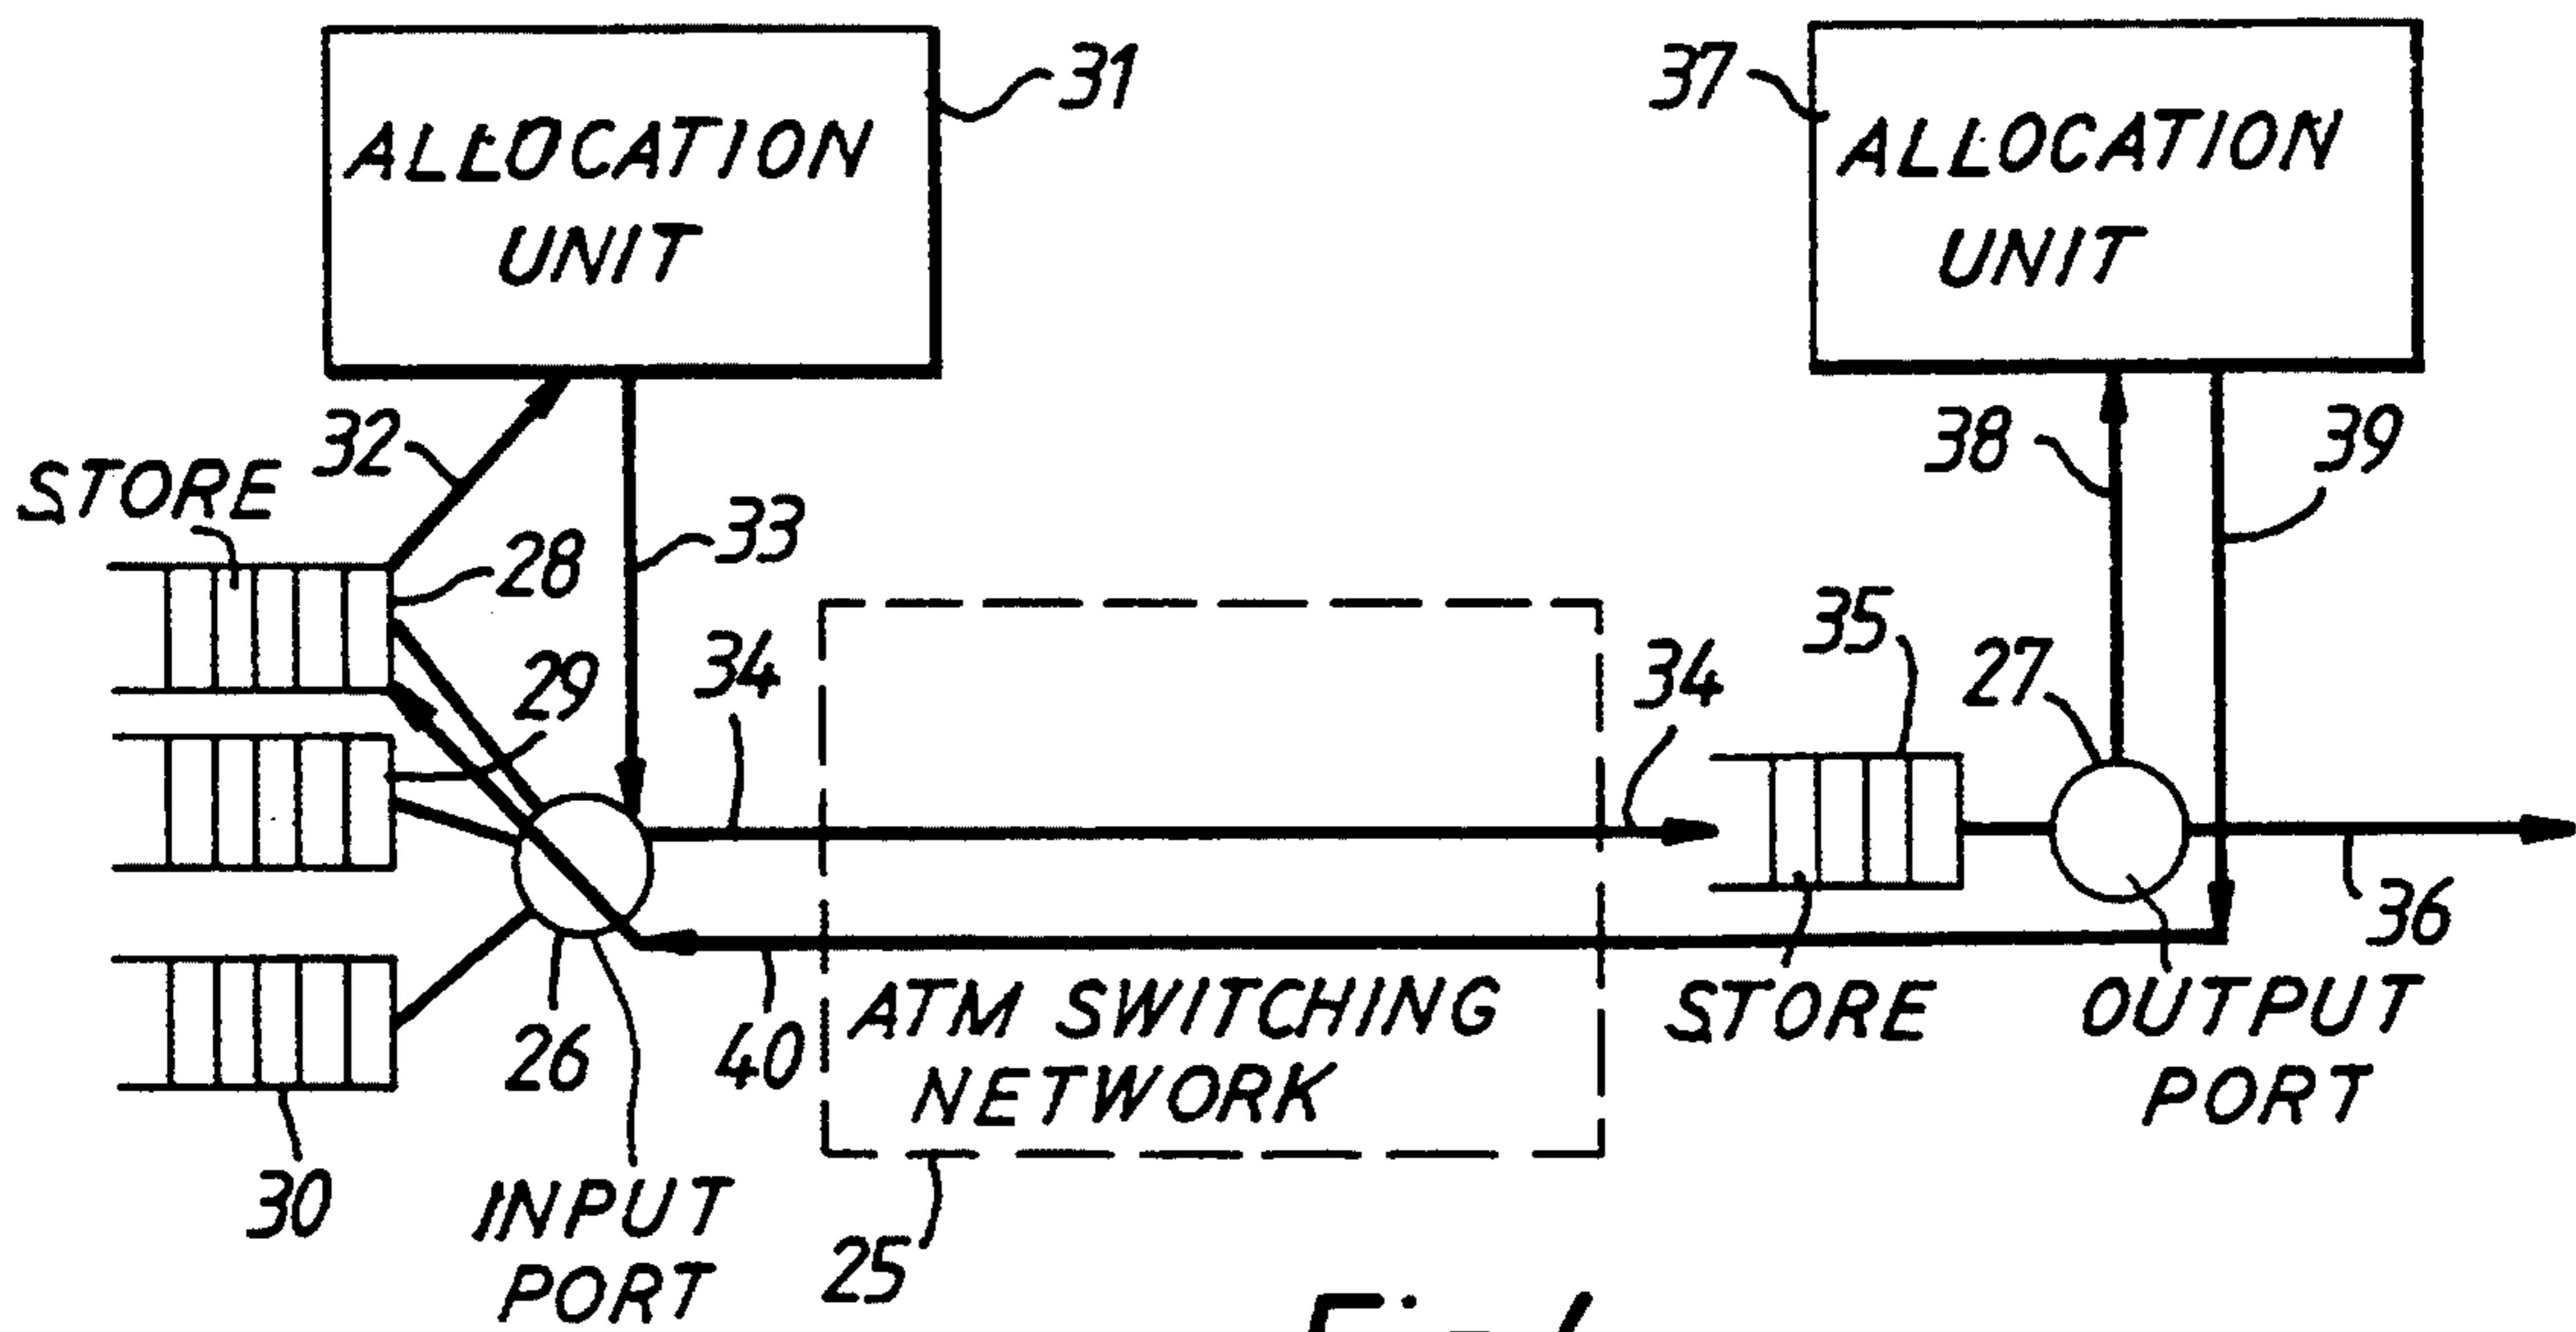 ALLOCATION
UNIT
31
37
ALLOCATION
UNIT
32
STORE
33
28
29
34
38
39
34
35
27
36
26
40
ATM SWITCHING
NETWORK
STORE
OUTPUT
PORT
30
INPUT
PORT
25